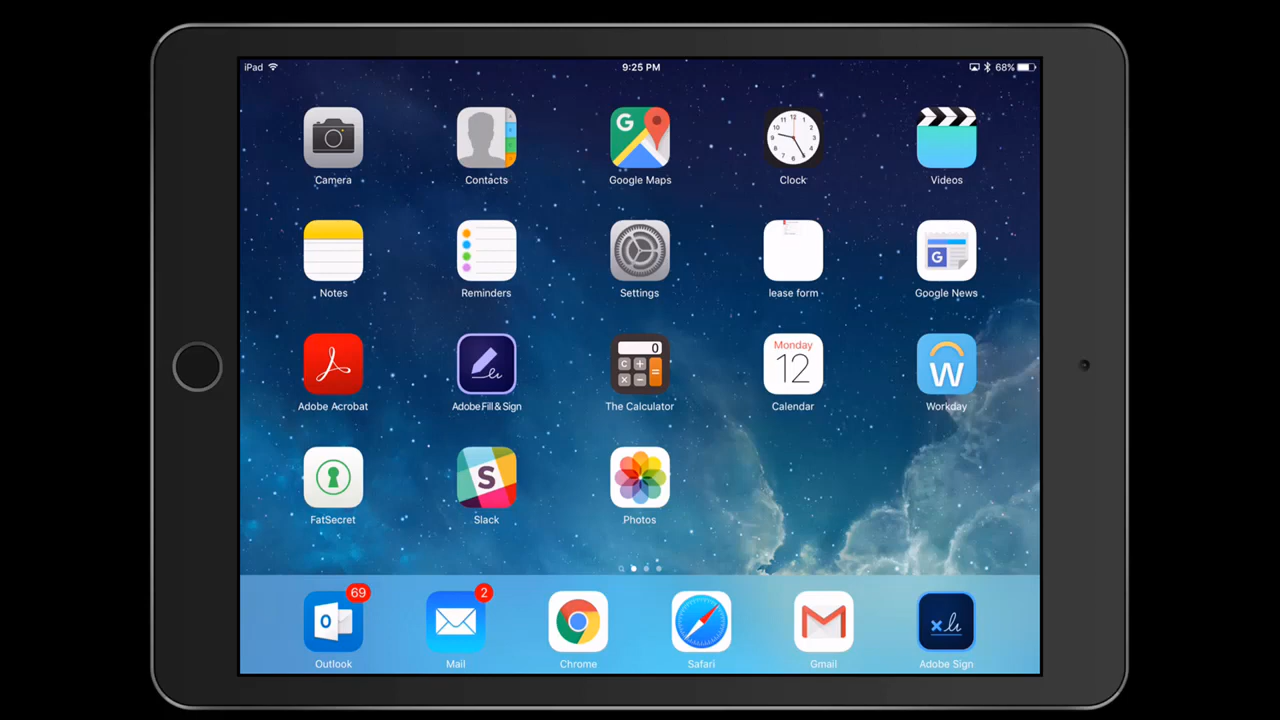 iPad 9:25 PM 68%
Camera Contacts Google Maps Clock Videos
Notes Reminders Settings lease form Google News
0
Monday
12
Adobe Acrobat Adobe Fill & Sign The Calculator Calendar Workday
FatSecret Slack Photos
69 2
Outlook Mail Chrome Safari Gmail Adobe Sign